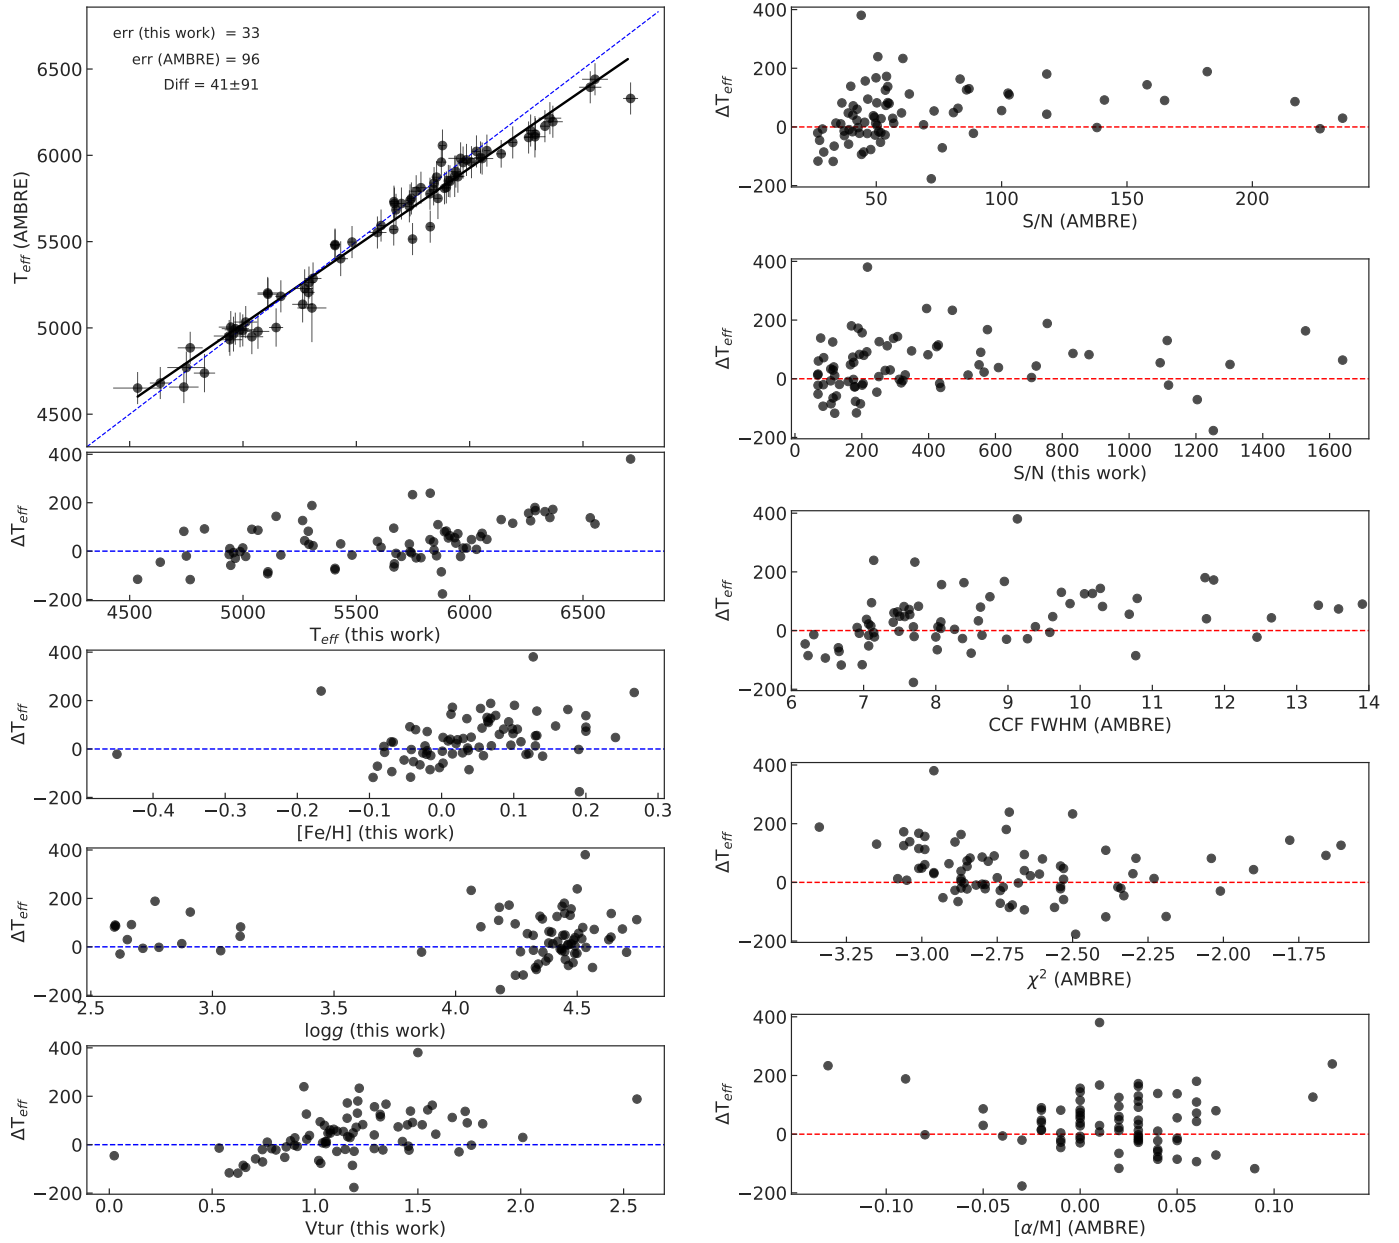 err (this work) = 33
err (AMBRE) = 96
Diff = 41±91
6500
6000
5500
5000
4500
T_eff (AMBRE)
400
200
0
−200
ΔT_eff
4500 5000 5500 6000 6500
T_eff (this work)
400
200
0
−200
ΔT_eff
−0.4 −0.3 −0.2 −0.1 0.0 0.1 0.2 0.3
[Fe/H] (this work)
400
200
0
−200
ΔT_eff
2.5 3.0 3.5 4.0 4.5
logg (this work)
400
200
0
−200
ΔT_eff
0.0 0.5 1.0 1.5 2.0 2.5
Vtur (this work)
400
200
0
−200
ΔT_eff
50 100 150 200
S/N (AMBRE)
400
200
0
−200
ΔT_eff
0 200 400 600 800 1000 1200 1400 1600
S/N (this work)
400
200
0
−200
ΔT_eff
6 7 8 9 10 11 12 13 14
CCF FWHM (AMBRE)
400
200
0
−200
ΔT_eff
−3.25 −3.00 −2.75 −2.50 −2.25 −2.00 −1.75
χ² (AMBRE)
400
200
0
−200
ΔT_eff
−0.10 −0.05 0.00 0.05 0.10
[α/M] (AMBRE)